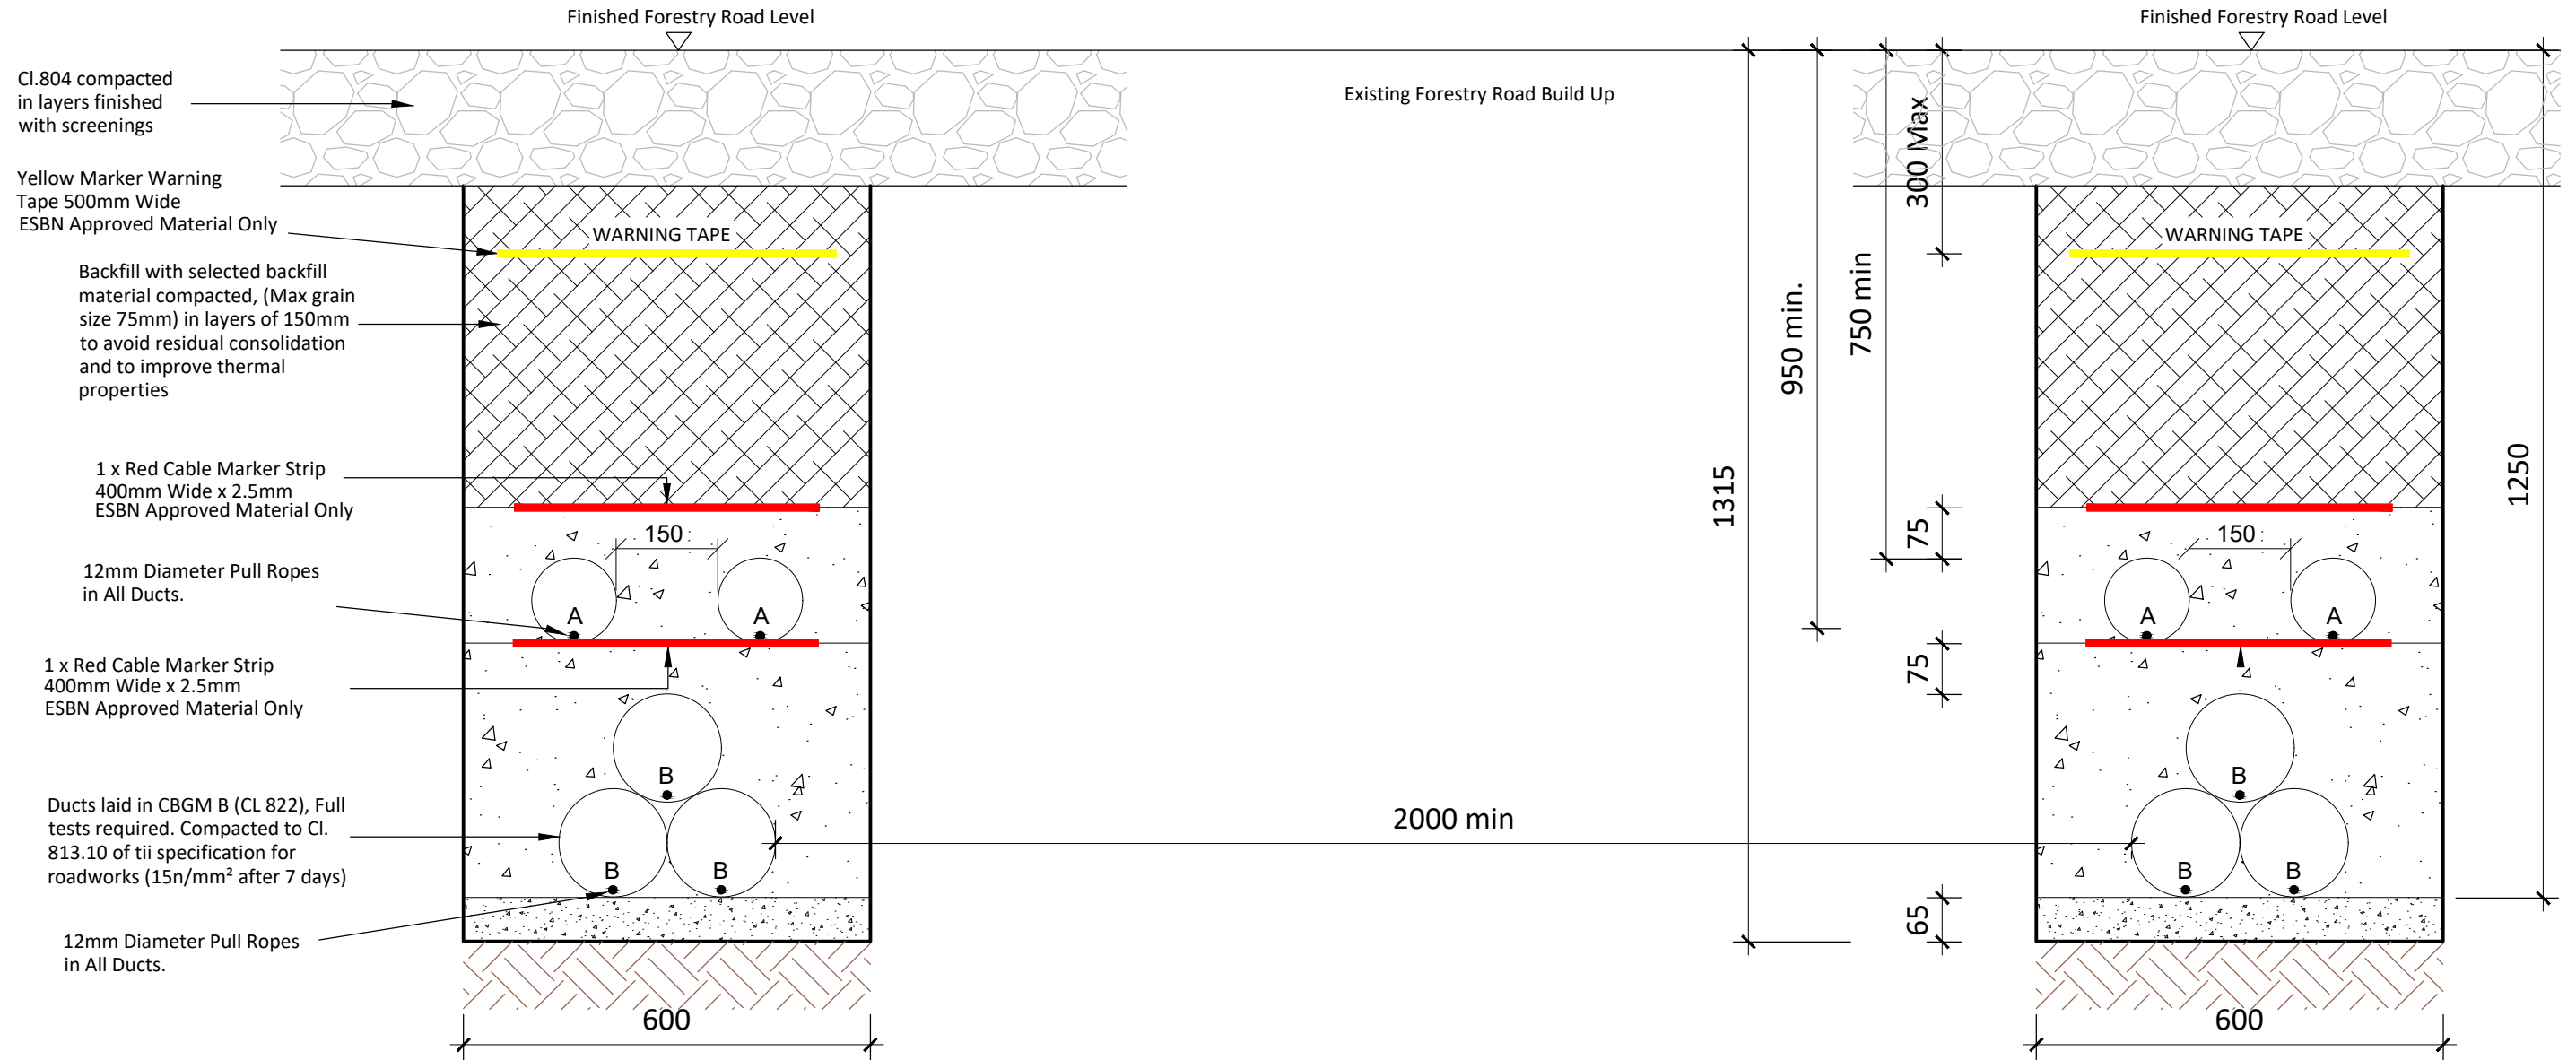 Finished Forestry Road Level
Finished Forestry Road Level
Cl.804 compacted
in layers finished
with screenings
Existing Forestry Road Build Up
Yellow Marker Warning
Tape 500mm Wide
ESBN Approved Material Only
WARNING TAPE
WARNING TAPE
Backfill with selected backfill
material compacted, (Max grain
size 75mm) in layers of 150mm
to avoid residual consolidation
and to improve thermal
properties
1 x Red Cable Marker Strip
400mm Wide x 2.5mm
ESBN Approved Material Only
150
150
12mm Diameter Pull Ropes
in All Ducts.
A
A
A
A
1 x Red Cable Marker Strip
400mm Wide x 2.5mm
ESBN Approved Material Only
B
B
Ducts laid in CBGM B (CL 822), Full
tests required. Compacted to Cl.
813.10 of tii specification for
roadworks (15n/mm² after 7 days)
B
B
B
B
12mm Diameter Pull Ropes
in All Ducts.
600
600
2000 min
1315
950 min.
750 min
300 Max
75
75
65
1250